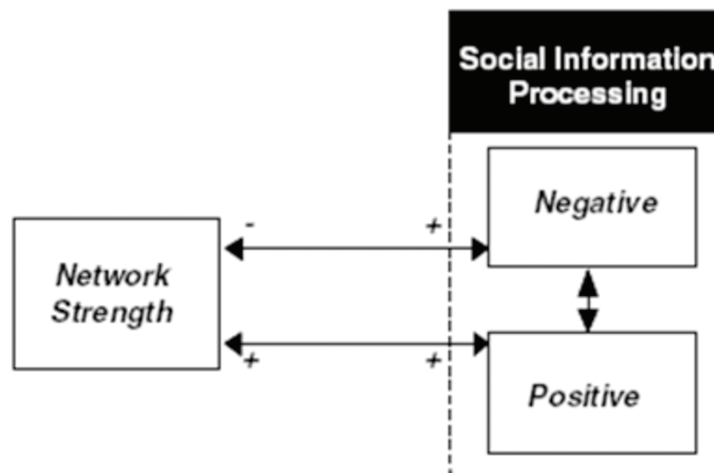 Social Information
Processing
- +
Negative
Network
Strength
+ +
Positive